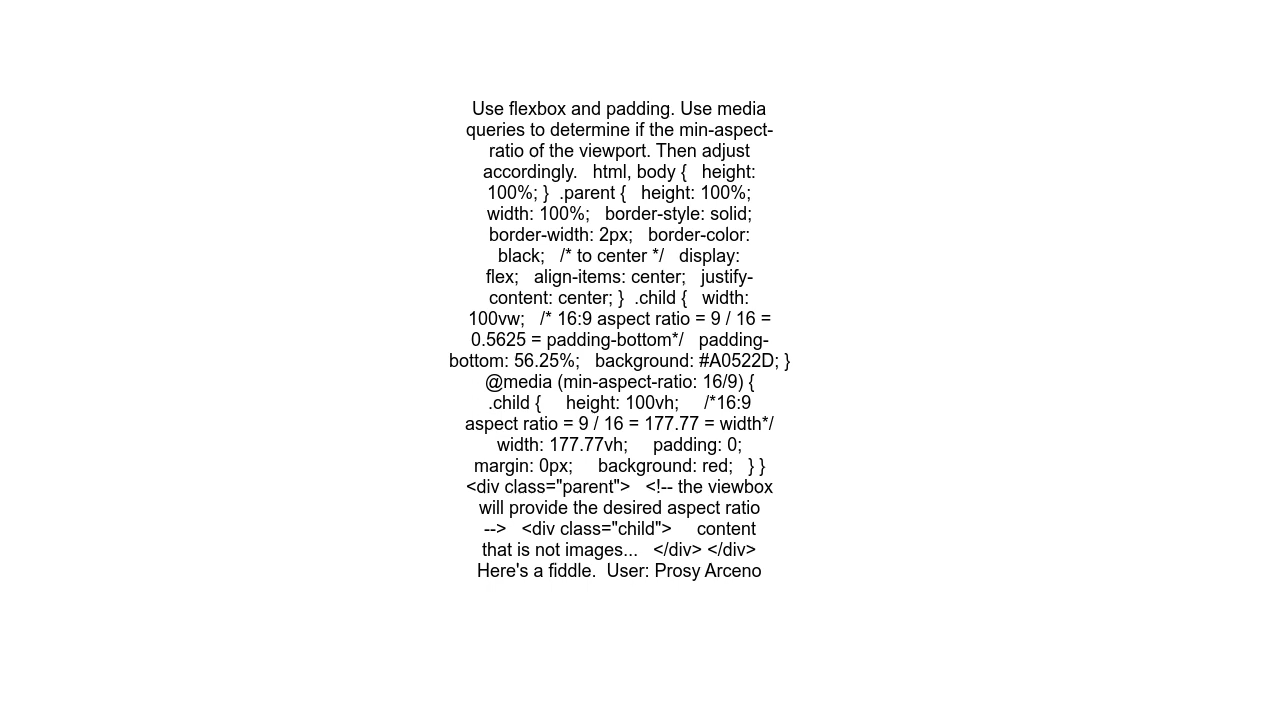 Use flexbox and padding. Use media
queries to determine if the min-aspect-
ratio of the viewport. Then adjust
accordingly.   html, body {   height:
100%; }  .parent {   height: 100%;
width: 100%;   border-style: solid;
border-width: 2px;   border-color:
black;   /* to center */   display:
flex;   align-items: center;   justify-
content: center; }  .child {   width:
100vw;   /* 16:9 aspect ratio = 9 / 16 =
0.5625 = padding-bottom*/   padding-
bottom: 56.25%;   background: #A0522D; }
@media (min-aspect-ratio: 16/9) {
.child {     height: 100vh;     /*16:9
aspect ratio = 9 / 16 = 177.77 = width*/
width: 177.77vh;     padding: 0;
margin: 0px;     background: red;   } }
<div class="parent">   <!-- the viewbox
will provide the desired aspect ratio
-->   <div class="child">     content
that is not images...   </div> </div>
Here's a fiddle.  User: Prosy Arceno